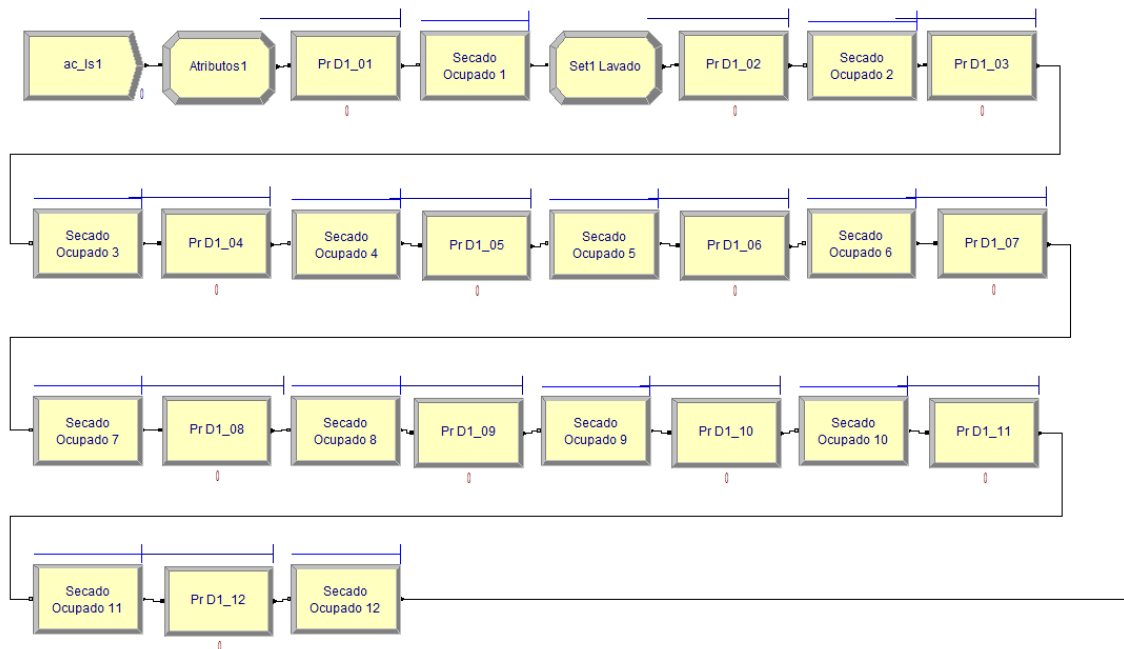 ac_ls1
Atributos1
Pr D1_01
Secado
Ocupado 1
Set1 Lavado
Pr D1_02
Secado
Ocupado 2
Pr D1_03
Secado
Ocupado 3
Pr D1_04
Secado
Ocupado 4
Pr D1_05
Secado
Ocupado 5
Pr D1_06
Secado
Ocupado 6
Pr D1_07
Secado
Ocupado 7
Pr D1_08
Secado
Ocupado 8
Pr D1_09
Secado
Ocupado 9
Pr D1_10
Secado
Ocupado 10
Pr D1_11
Secado
Ocupado 11
Pr D1_12
Secado
Ocupado 12